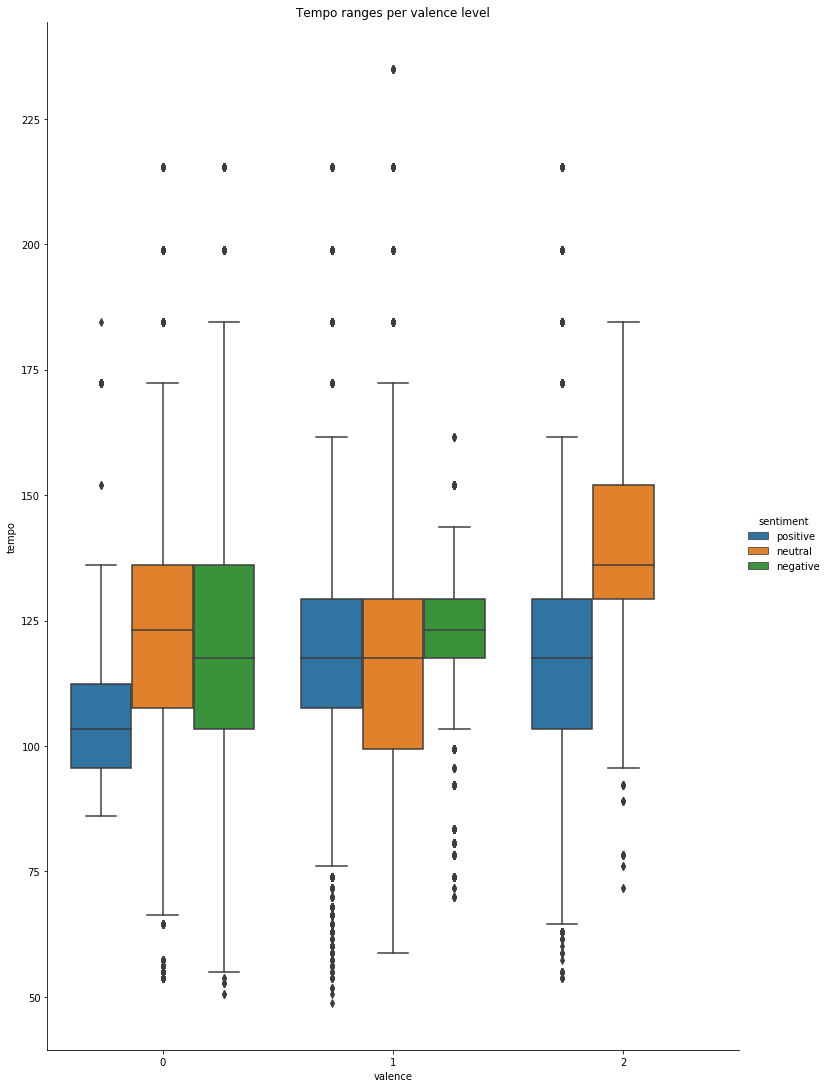 Tempo ranges per valence level
tempo
225
200
175
150
125
100
75
50
0
1
2
valence
sentiment
positive
neutral
negative